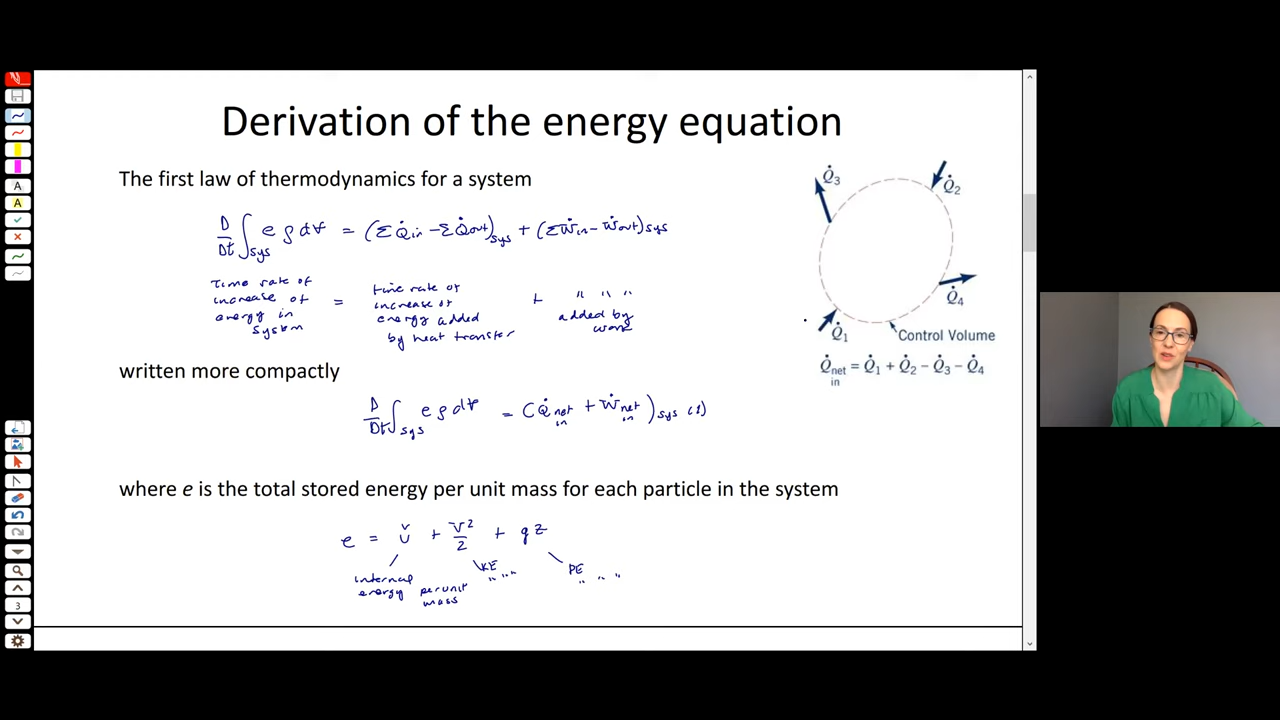 Derivation of the energy equation
The first law of thermodynamics for a system
D/Dt ∫sys e ρ dV̶ = (Σ Q̇in − Σ Q̇out)sys + (Σ Ẇin − Ẇout)sys
Time rate of increase of energy in system = time rate of increase of energy added by heat transfer + " " " added by work
written more compactly
D/Dt ∫sys e ρ dV̶ = (Q̇net in + Ẇnet in)sys (1)
where e is the total stored energy per unit mass for each particle in the system
e = ǔ + V²/2 + gz
internal energy per unit mass
KE " " "
PE " " "
Q̇3
Q̇2
Q̇4
Q̇1
Control Volume
Q̇net in = Q̇1 + Q̇2 − Q̇3 − Q̇4
A
A
3